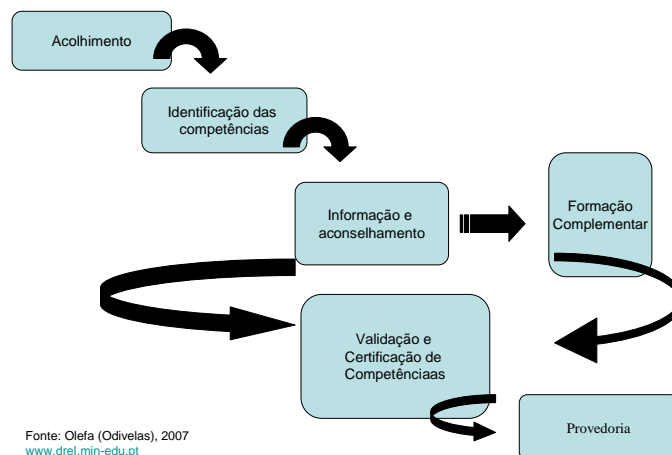 Acolhimento
Identificação das
competências
Informação e
aconselhamento
Formação
Complementar
Validação e
Certificação de
Competênciaas
Provedoria
Fonte: Olefa (Odivelas), 2007
www.drel.min-edu.pt